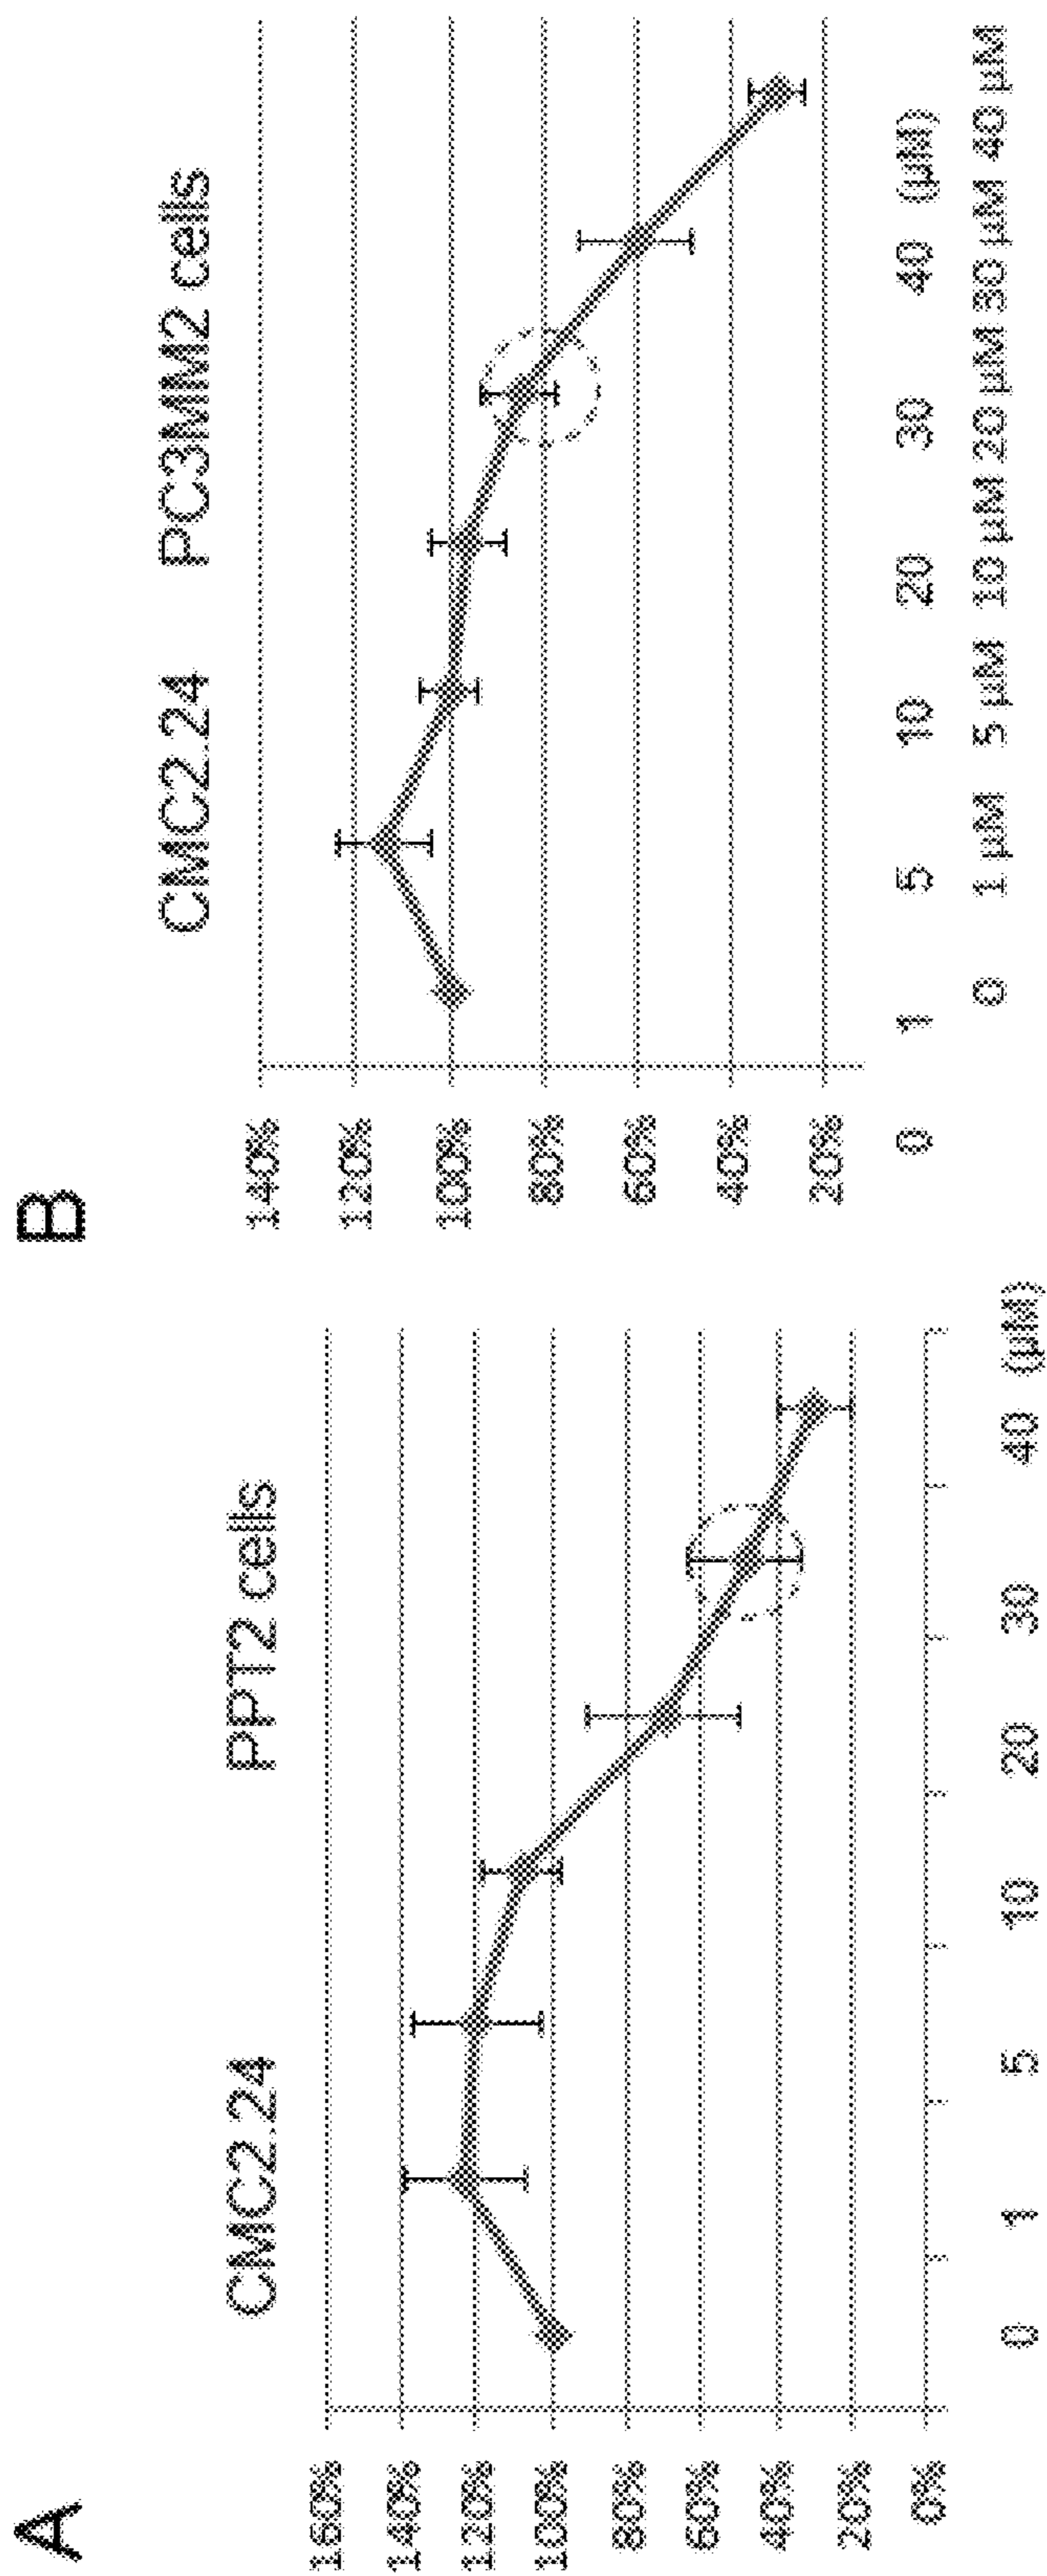 A
CMC2.24 PPT2 cells
160%
140%
120%
100%
80%
60%
40%
20%
0%
0 1 5 10 20 30 40 (µM)
B
CMC2.24 PC3MM2 cells
140%
120%
100%
80%
60%
40%
20%
0 1 5 10 20 30 40 (µM)
0 1 µM 5 µM 10 µM 20 µM 30 µM 40 µM